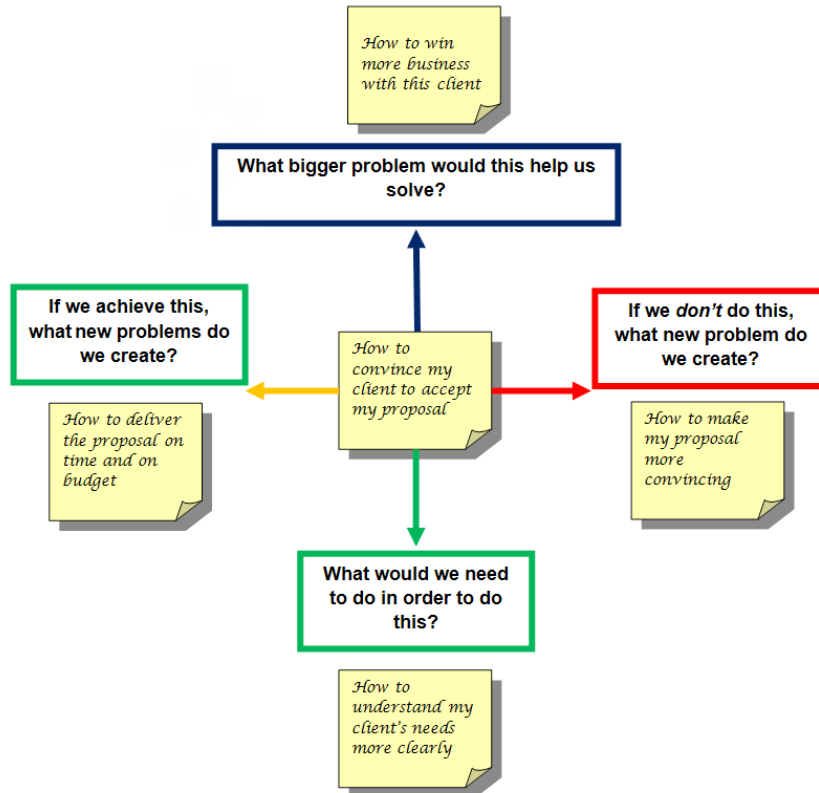 How to win
more business
with this client
What bigger problem would this help us
solve?
If we achieve this,
what new problems do
we create?
How to deliver
the proposal on
time and on
budget
How to
convince my
client to accept
my proposal
If we don't do this,
what new problem do
we create?
How to make
my proposal
more
convincing
What would we need
to do in order to do
this?
How to
understand my
client's needs
more clearly